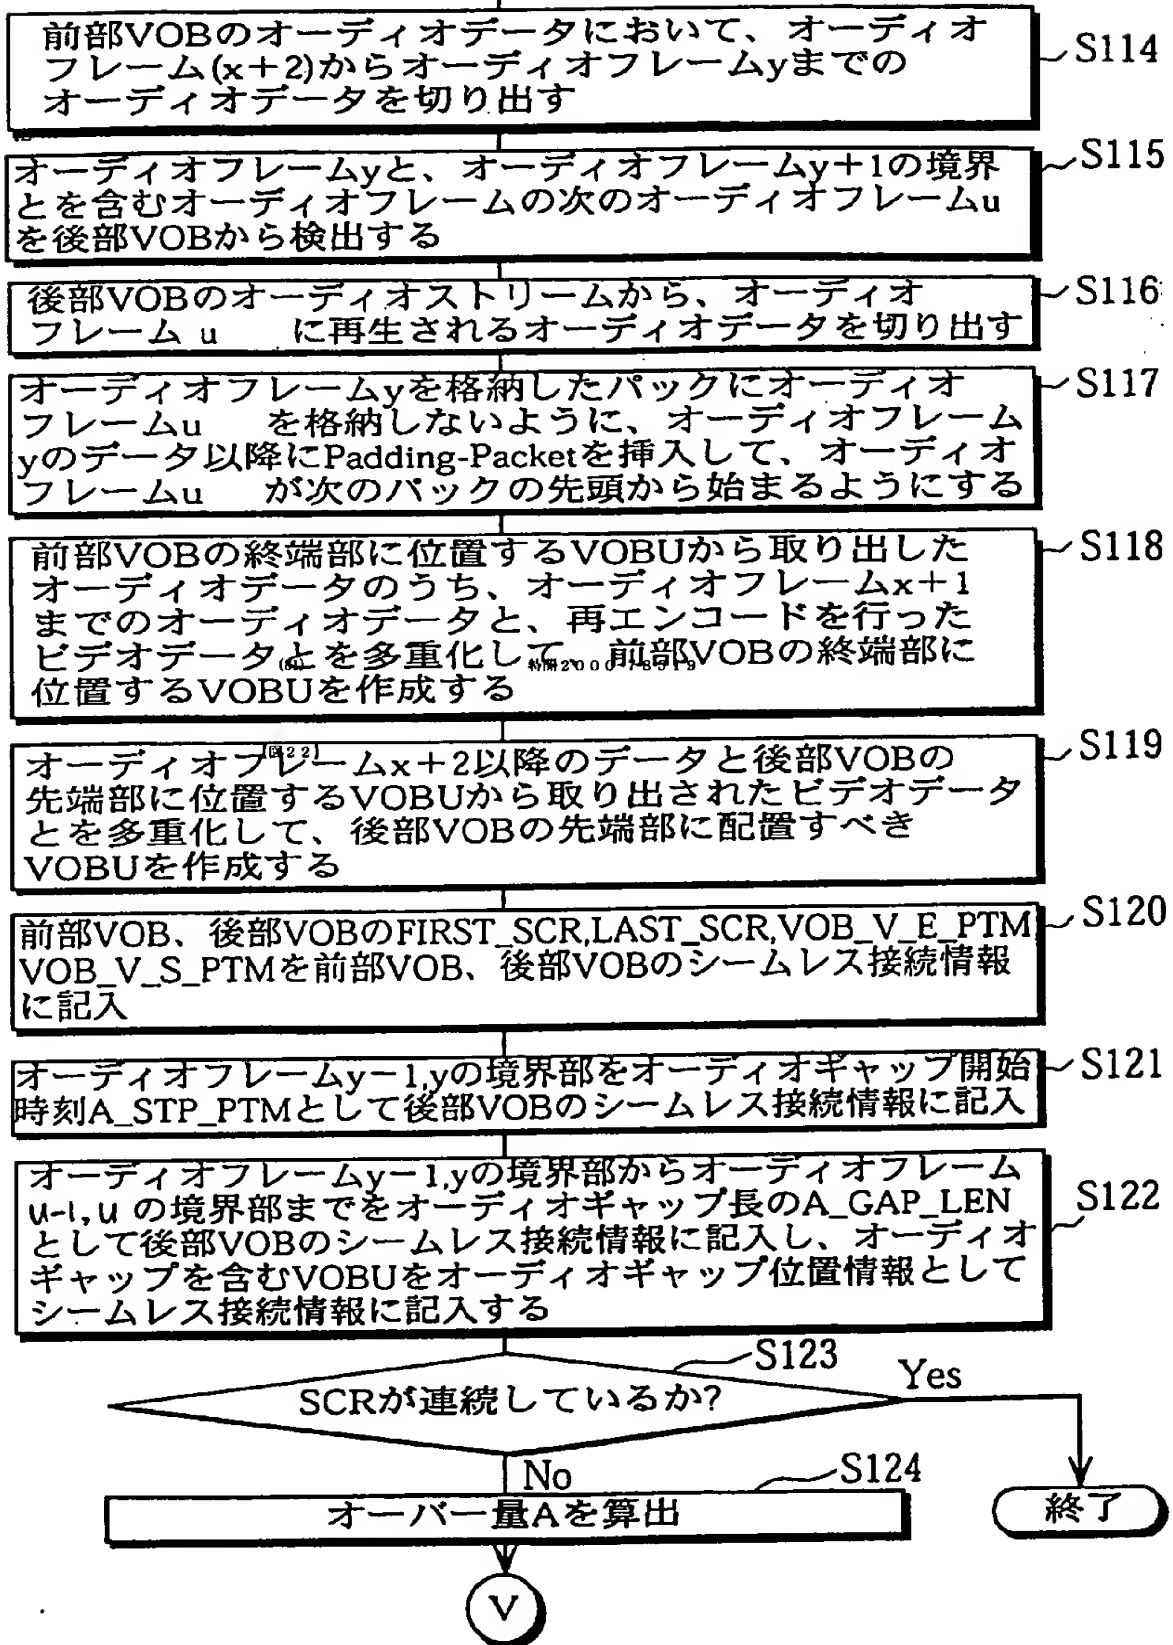 前部VOBのオーディオデータにおいて、オーディオ
フレーム(x+2)からオーディオフレームyまでの
オーディオデータを切り出す
S114
オーディオフレームyと、オーディオフレームy+1の境界
とを含むオーディオフレームの次のオーディオフレームu
を後部VOBから検出する
S115
後部VOBのオーディオストリームから、オーディオ
フレーム u に再生されるオーディオデータを切り出す
S116
オーディオフレームyを格納したパックにオーディオ
フレームu を格納しないように、オーディオフレーム
yのデータ以降にPadding-Packetを挿入して、オーディオ
フレームu が次のパックの先頭から始まるようにする
S117
前部VOBの終端部に位置するVOBUから取り出した
オーディオデータのうち、オーディオフレームx+1
までのオーディオデータと、再エンコードを行った
ビデオデータとを多重化して、前部VOBの終端部に
位置するVOBUを作成する
S118
[図22]
オーディオフレームx+2以降のデータと後部VOBの
先端部に位置するVOBUから取り出されたビデオデータ
とを多重化して、後部VOBの先端部に配置すべき
VOBUを作成する
S119
前部VOB、後部VOBのFIRST_SCR,LAST_SCR,VOB_V_E_PTM
VOB_V_S_PTMを前部VOB、後部VOBのシームレス接続情報
に記入
S120
オーディオフレームy-1,yの境界部をオーディオギャップ開始
時刻A_STP_PTMとして後部VOBのシームレス接続情報に記入
S121
オーディオフレームy-1,yの境界部からオーディオフレーム
u-1,u の境界部までをオーディオギャップ長のA_GAP_LEN
として後部VOBのシームレス接続情報に記入し、オーディオ
ギャップを含むVOBUをオーディオギャップ位置情報として
シームレス接続情報に記入する
S122
S123
SCRが連続しているか?
Yes
No
S124
オーバー量Aを算出
終了
V